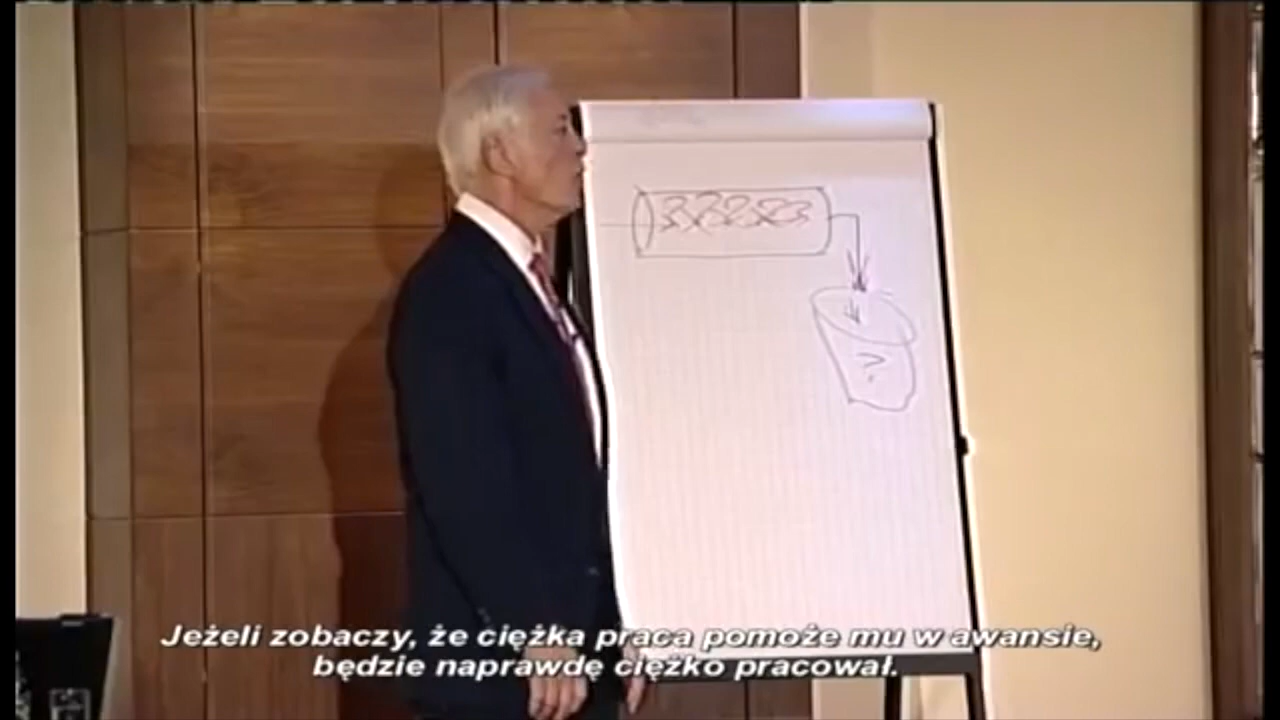 ?
Jeżeli zobaczy, że ciężka praca pomoże mu w awansie,
będzie naprawdę ciężko pracował.